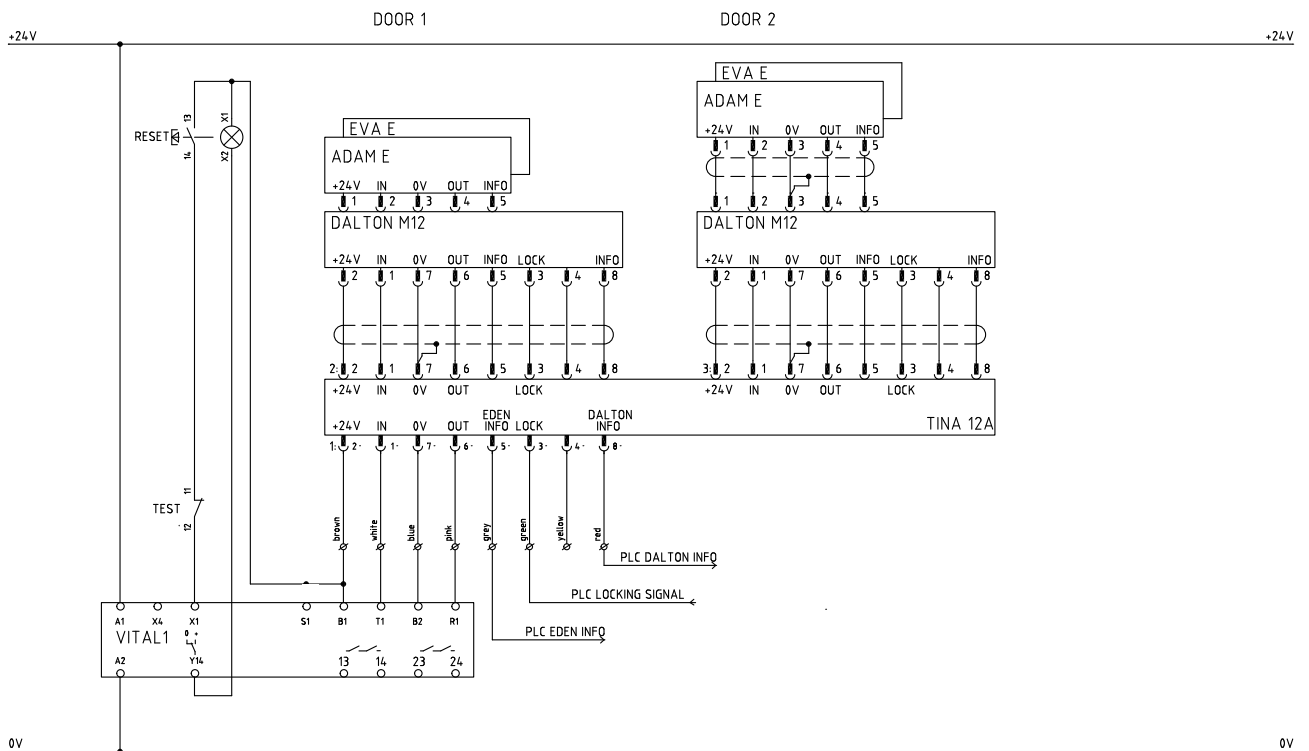 DOOR 1 DOOR 2
+24V +24V
EVA E
ADAM E
+24V IN 0V OUT INFO
1 2 3 4 5
13 X1
RESET
14 X2
EVA E
ADAM E
+24V IN 0V OUT INFO
1 2 3 4 5
1 2 3 4 5
DALTON M12 DALTON M12
+24V IN 0V OUT INFO LOCK INFO +24V IN 0V OUT INFO LOCK INFO
2 1 7 6 5 3 4 8 2 1 7 6 5 3 4 8
2: 2 1 7 6 5 3 4 8 3: 2 1 7 6 5 3 4 8
+24V IN 0V OUT LOCK +24V IN 0V OUT LOCK
EDEN DALTON
+24V IN 0V OUT INFO LOCK INFO TINA 12A
1: 2 1 7 6 5 3 4 8
11
TEST
12
brown white blue pink grey green yellow red
PLC DALTON INFO
PLC LOCKING SIGNAL
PLC EDEN INFO
A1 X4 X1 S1 B1 T1 B2 R1
VITAL1 0 +
I
A2 Y14 13 14 23 24
0V 0V